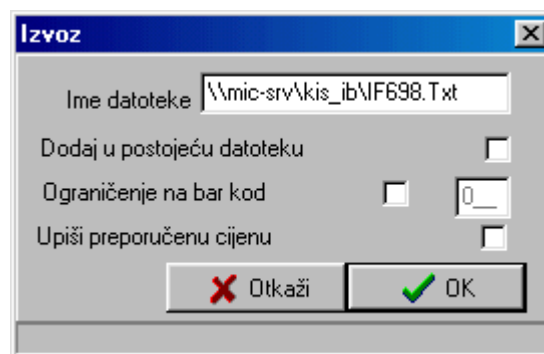 Izvoz
Ime datoteke \\mic-srv\kis_ib\IF698.Txt
Dodaj u postojeću datoteku
Ograničenje na bar kod 0__
Upiši preporučenu cijenu
Otkaži OK